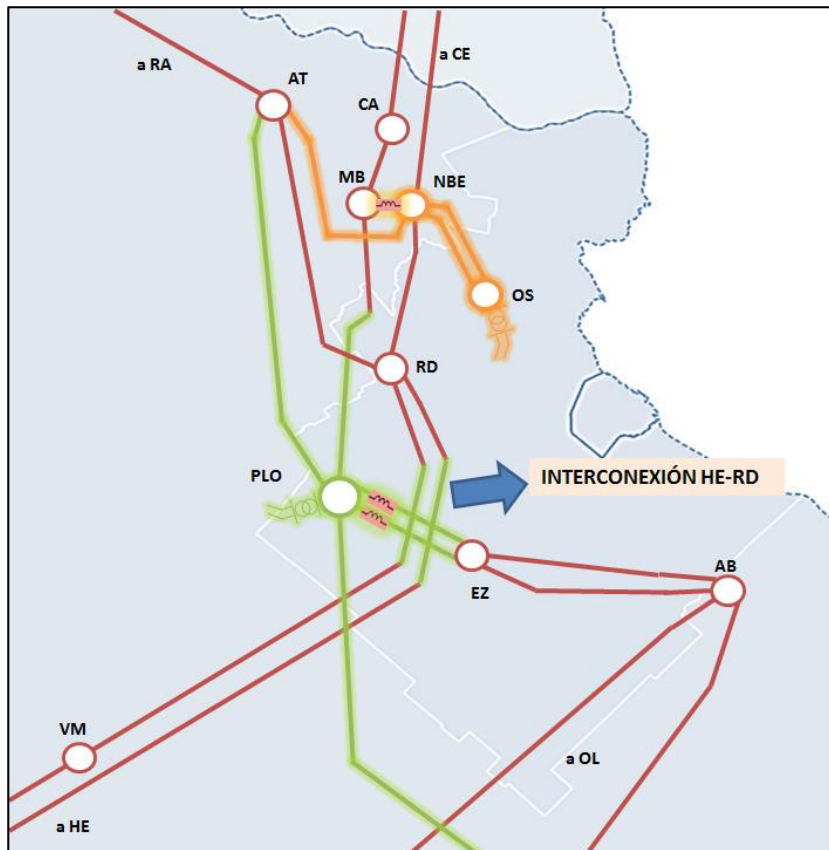 a RA
a CE
AT
CA
MB
NBE
OS
RD
PLO
INTERCONEXIÓN HE-RD
EZ
AB
VM
a OL
a HE